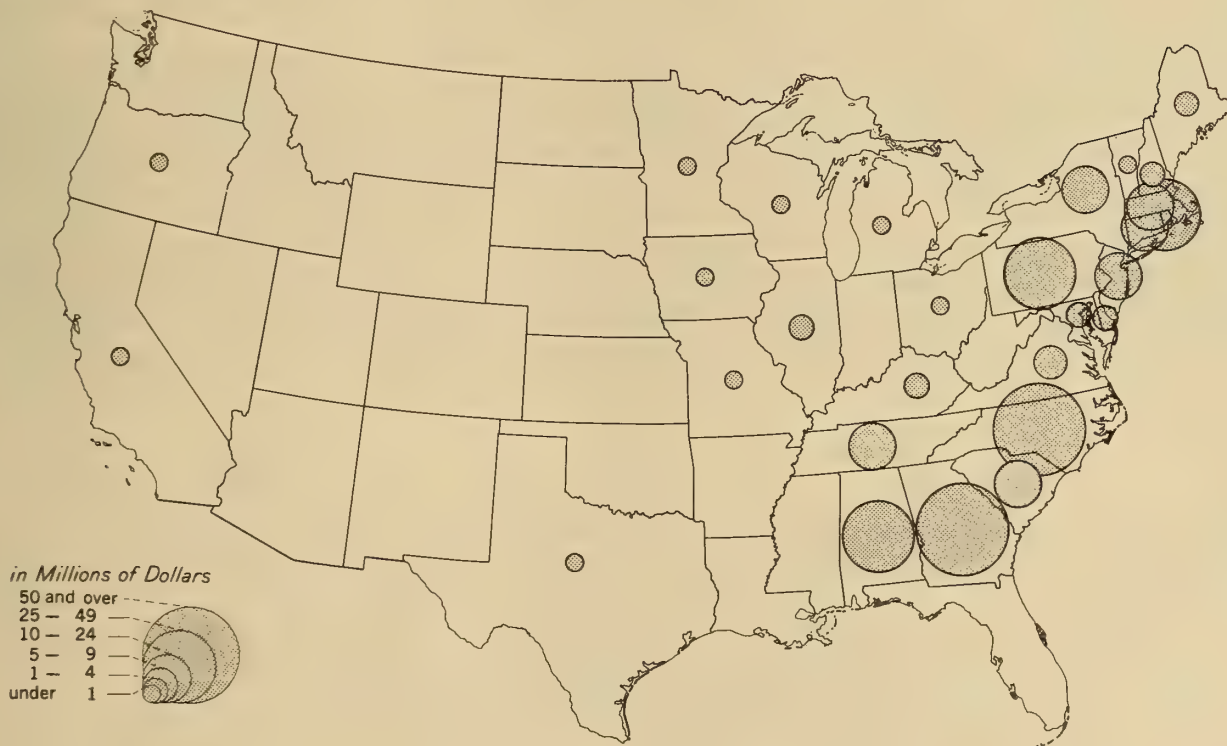 in Millions of Dollars
50 and over
25 — 49
10 — 24
5 — 9
1 — 4
under 1